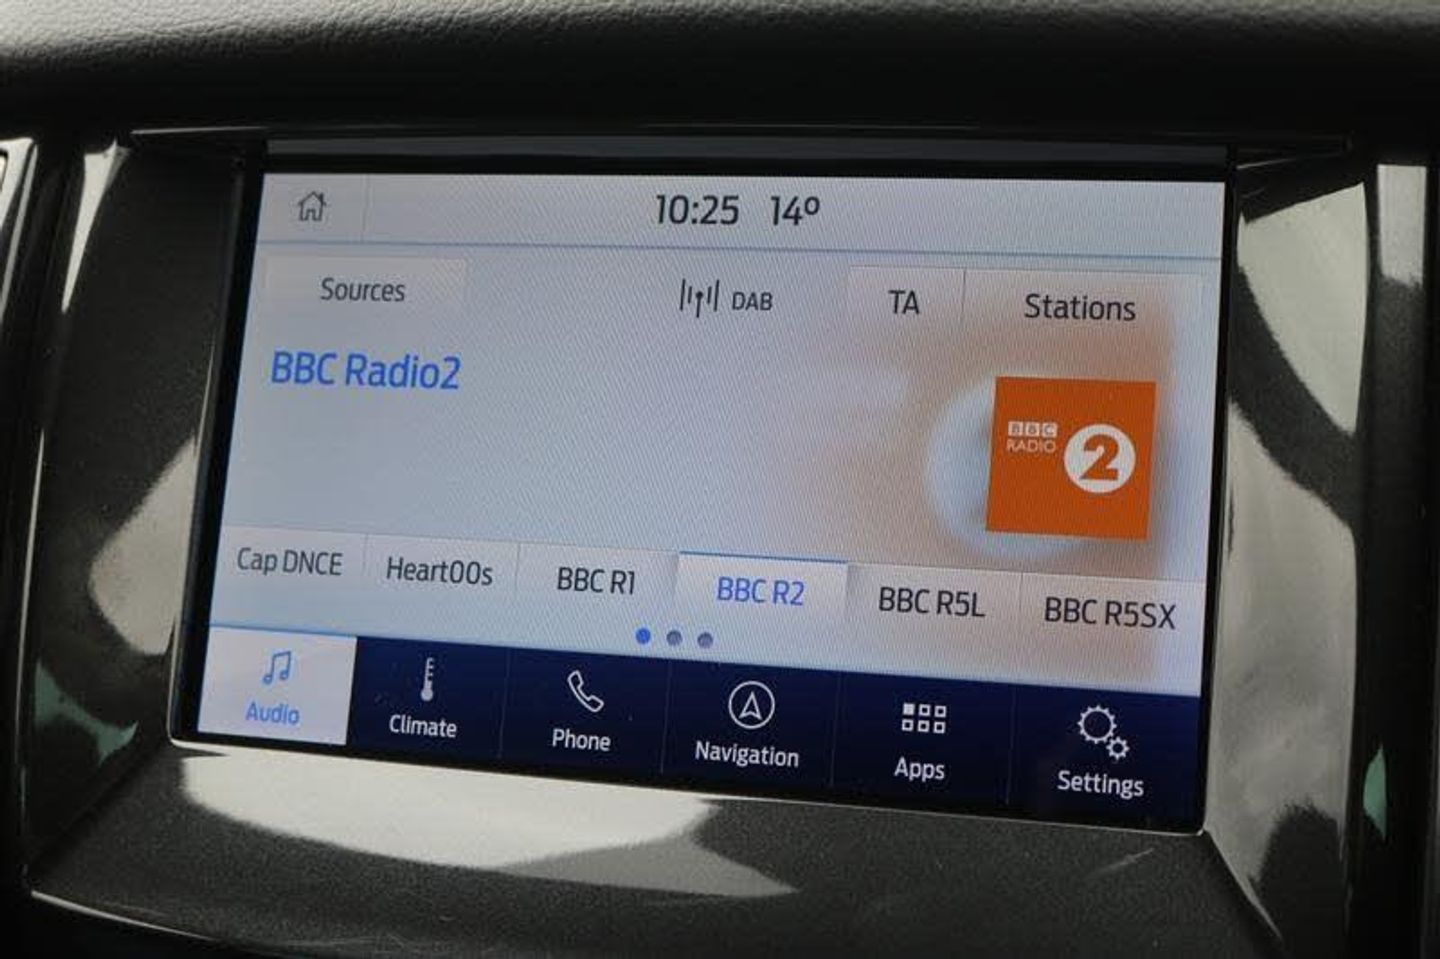 10:25 14º
Sources DAB TA Stations
BBC Radio2
BBC
RADIO 2
Cap DNCE Heart00s BBC R1 BBC R2 BBC R5L BBC R5SX
Audio Climate Phone Navigation Apps Settings